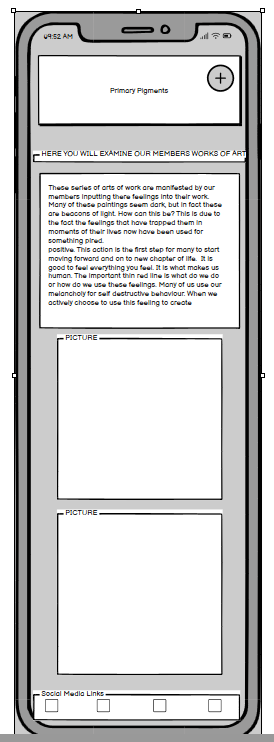 09:52 AM
Primary Pigments
HERE YOU WILL EXAMINE OUR MEMBERS WORKS OF ART
These series of arts of work are manifested by our
members inputting there feelings into their work.
Many of these paintings seem dark, but in fact these
are beacons of light. How can this be? This is due to
the fact the feelings that have trapped them in
moments of their lives now have been used for
something pired.
positive. This action is the first step for many to start
moving forward and on to new chapter of life. It is
good to feel everything you feel. It is what makes us
human. The important thin red line is what do we do
or how do we use these feelings. Many of us use our
melancholy for self destructive behaviour. When we
actively choose to use this feeling to create
PICTURE
PICTURE
Social Media Links